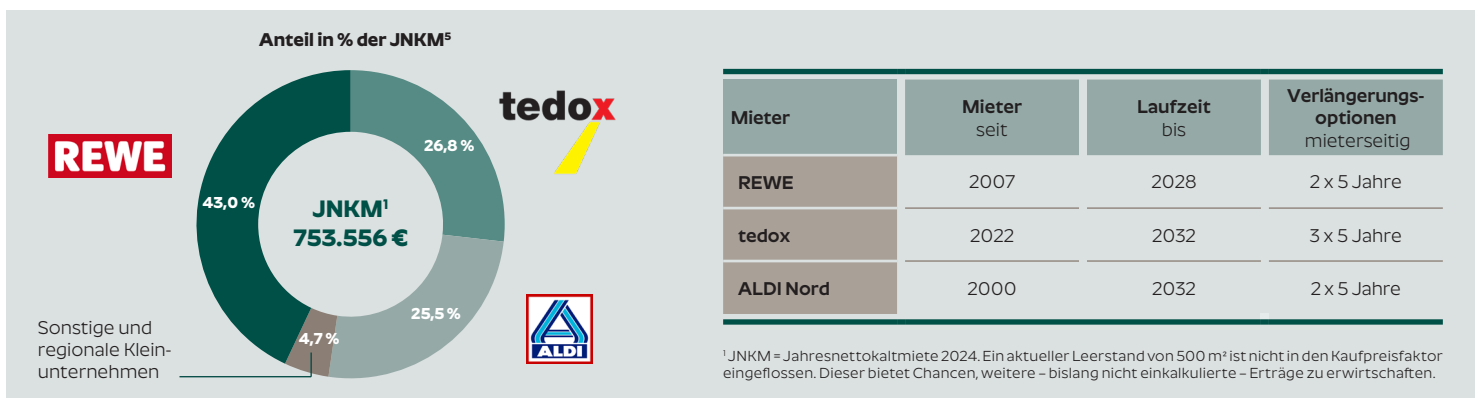 Anteil in % der JNKM⁵
tedox
REWE
26,8 %
43,0 %
JNKM¹
753.556 €
25,5 %
ALDI
4,7 %
Sonstige und
regionale Klein-
unternehmen
Mieter
Mieter
seit
Laufzeit
bis
Verlängerungs-
optionen
mieterseitig
REWE 2007 2028 2 x 5 Jahre
tedox 2022 2032 3 x 5 Jahre
ALDI Nord 2000 2032 2 x 5 Jahre
¹ JNKM = Jahresnettokaltmiete 2024. Ein aktueller Leerstand von 500 m² ist nicht in den Kaufpreisfaktor
eingeflossen. Dieser bietet Chancen, weitere – bislang nicht einkalkulierte – Erträge zu erwirtschaften.